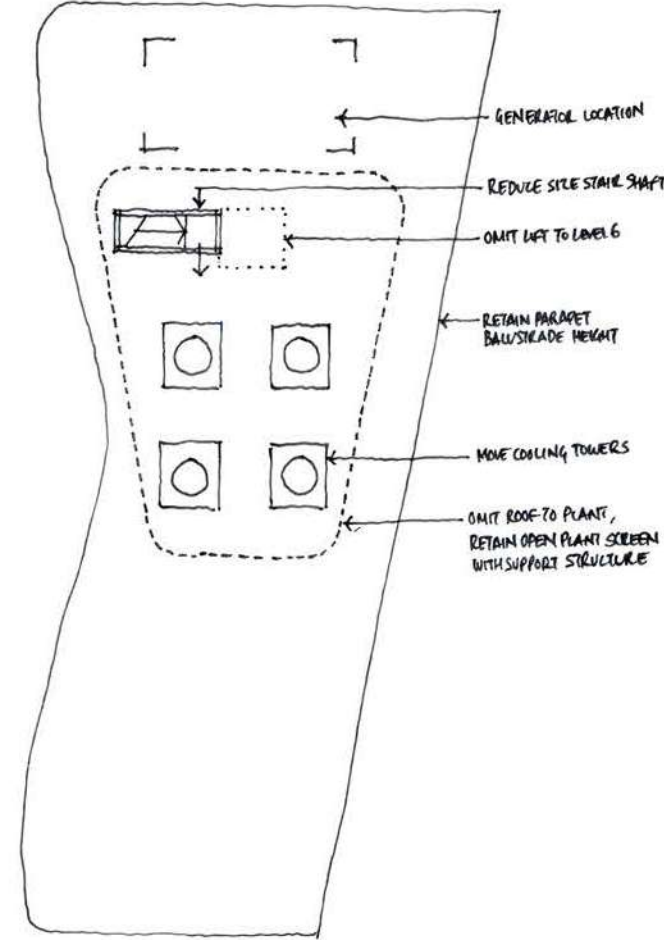 GENERATOR LOCATION
REDUCE SIZE STAIR SHAFT
OMIT LIFT TO LEVEL 6
RETAIN PARAPET
BALUSTRADE HEIGHT
MOVE COOLING TOWERS
OMIT ROOF TO PLANT,
RETAIN OPEN PLANT SCREEN
WITH SUPPORT STRUCTURE